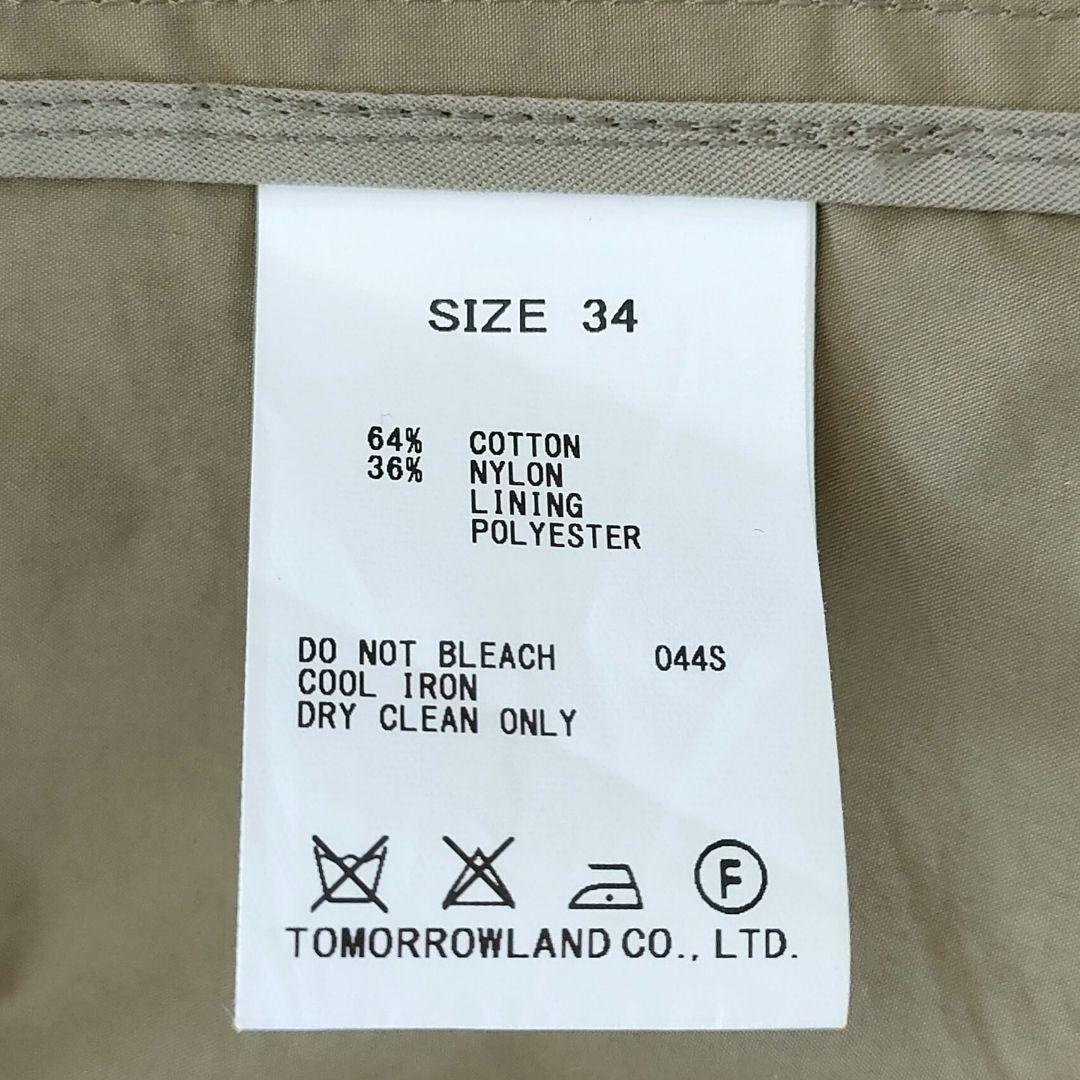 SIZE 34
64% COTTON
36% NYLON
LINING
POLYESTER
DO NOT BLEACH 044S
COOL IRON
DRY CLEAN ONLY
F
TOMORROWLAND CO., LTD.